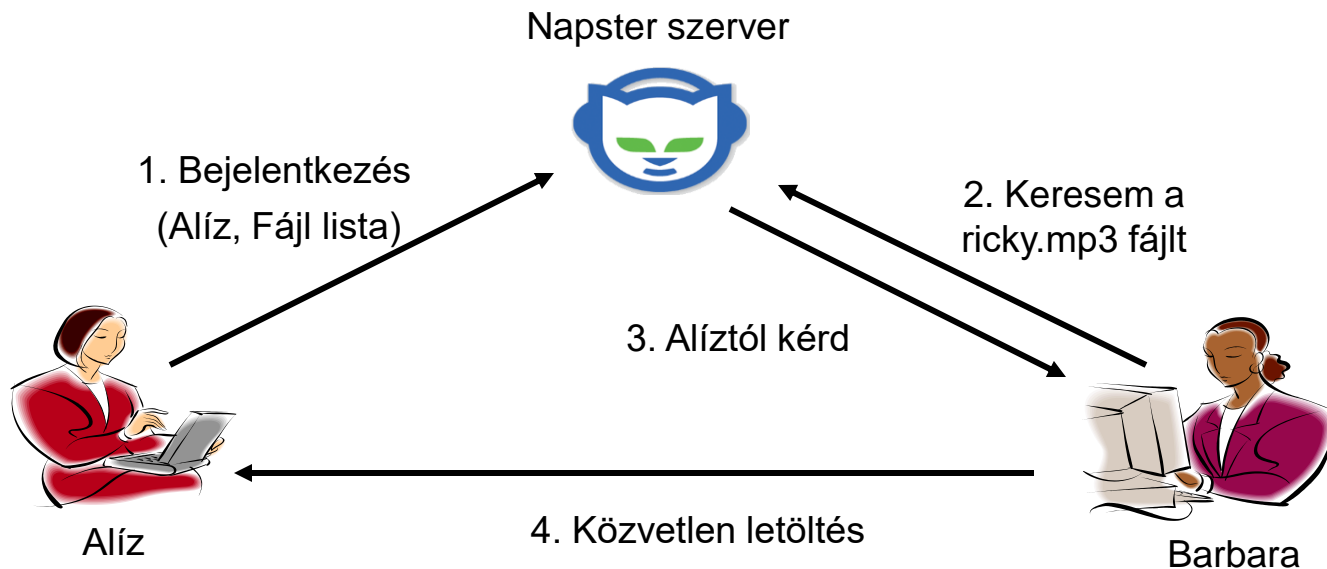 Napster szerver
1. Bejelentkezés
(Alíz, Fájl lista)
2. Keresem a
ricky.mp3 fájlt
3. Alíztól kérd
4. Közvetlen letöltés
Alíz
Barbara